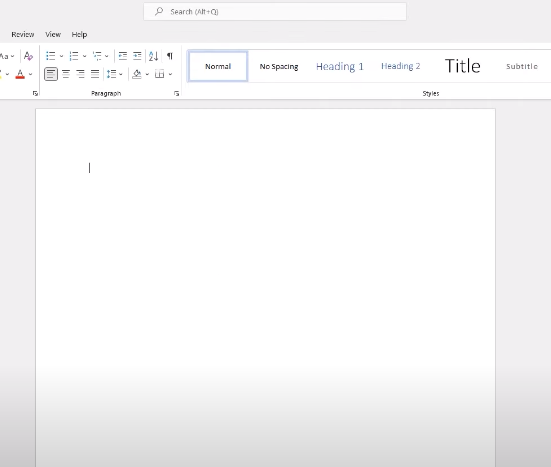 Search (Alt+Q)
Review View Help
Aa
A
A
Normal No Spacing Heading 1 Heading 2 Title Subtitle
Paragraph Styles